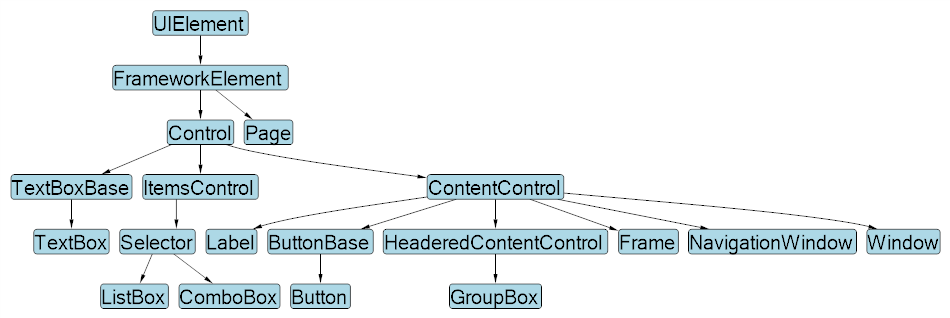 UIElement
FrameworkElement
Control
Page
TextBoxBase
ItemsControl
ContentControl
TextBox
Selector
Label
ButtonBase
HeaderedContentControl
Frame
NavigationWindow
Window
ListBox
ComboBox
Button
GroupBox